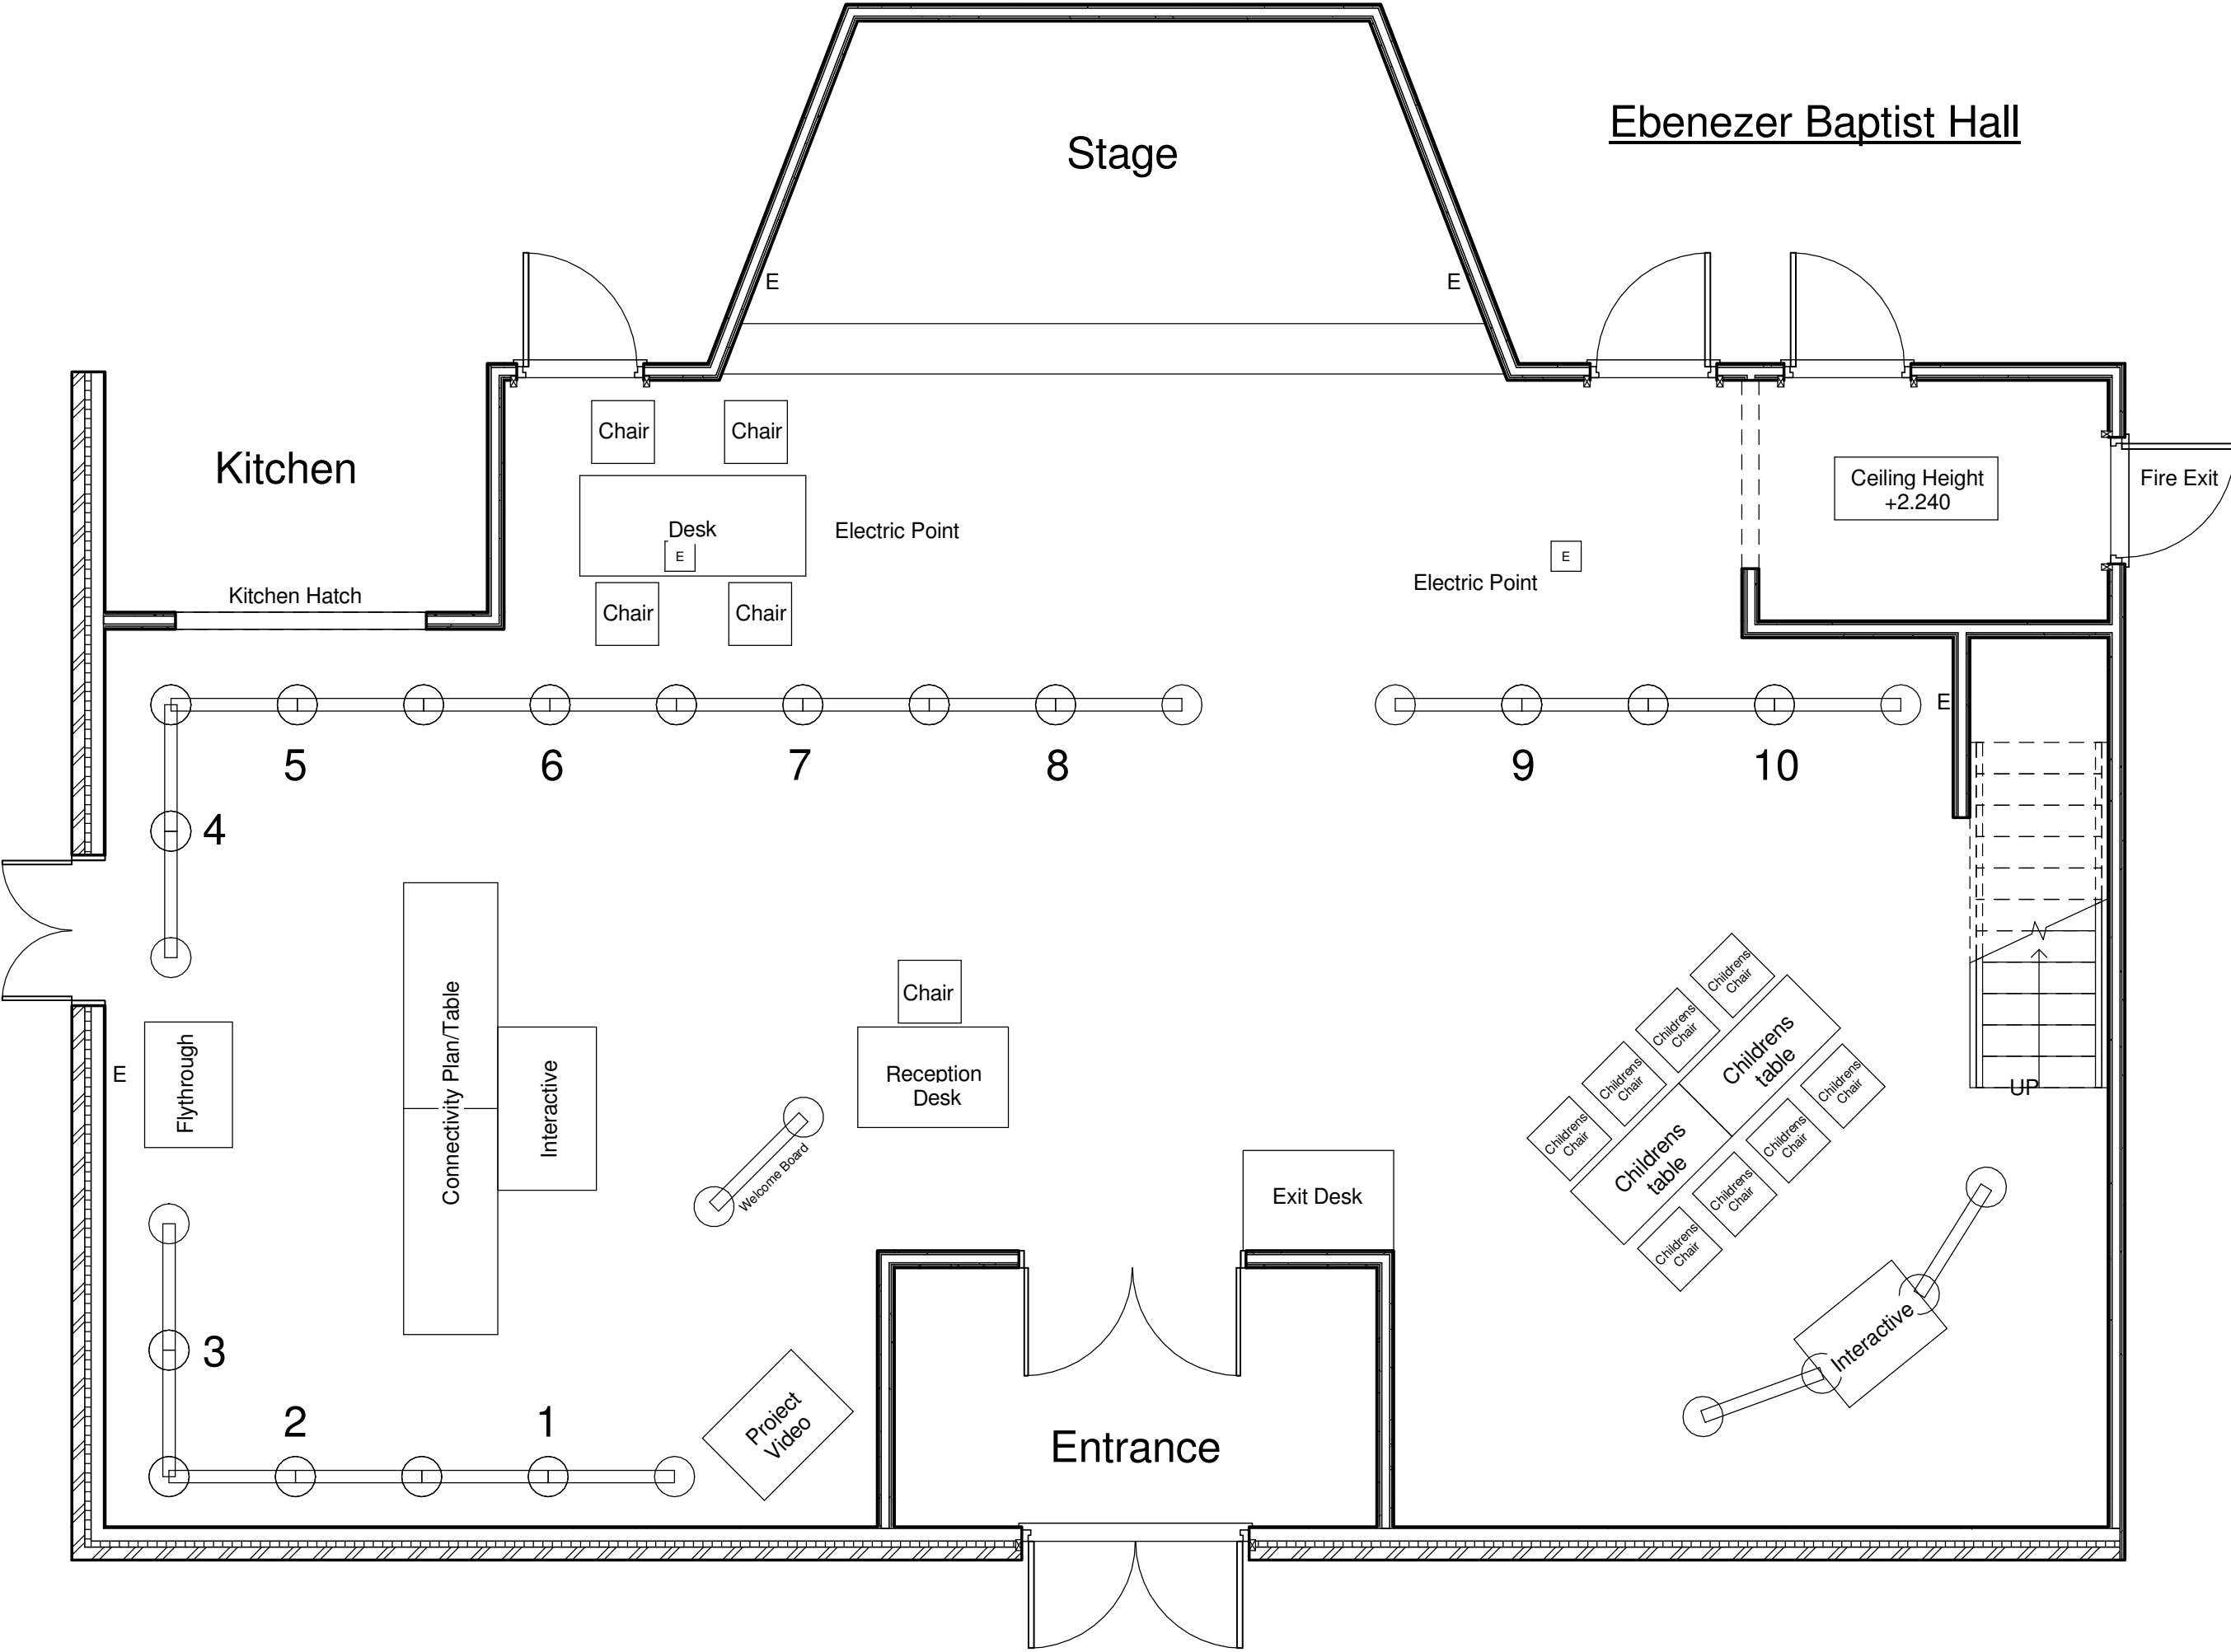 Ebenezer Baptist Hall
Stage
E
E
Chair
Chair
Kitchen
Ceiling Height
+2.240
Fire Exit
Desk
E
Electric Point
E
Electric Point
Kitchen Hatch
Chair
Chair
E
5
6
7
8
9
10
4
Chair
Childrens
Chair
Childrens
Chair
Childrens
Chair
Childrens
Chair
Childrens
table
Childrens
table
Childrens
Chair
Childrens
Chair
Childrens
Chair
Childrens
Chair
UP
E
Flythrough
Connectivity Plan/Table
Interactive
Reception
Desk
Welcome Board
Exit Desk
Interactive
3
2
1
Project
Video
Entrance